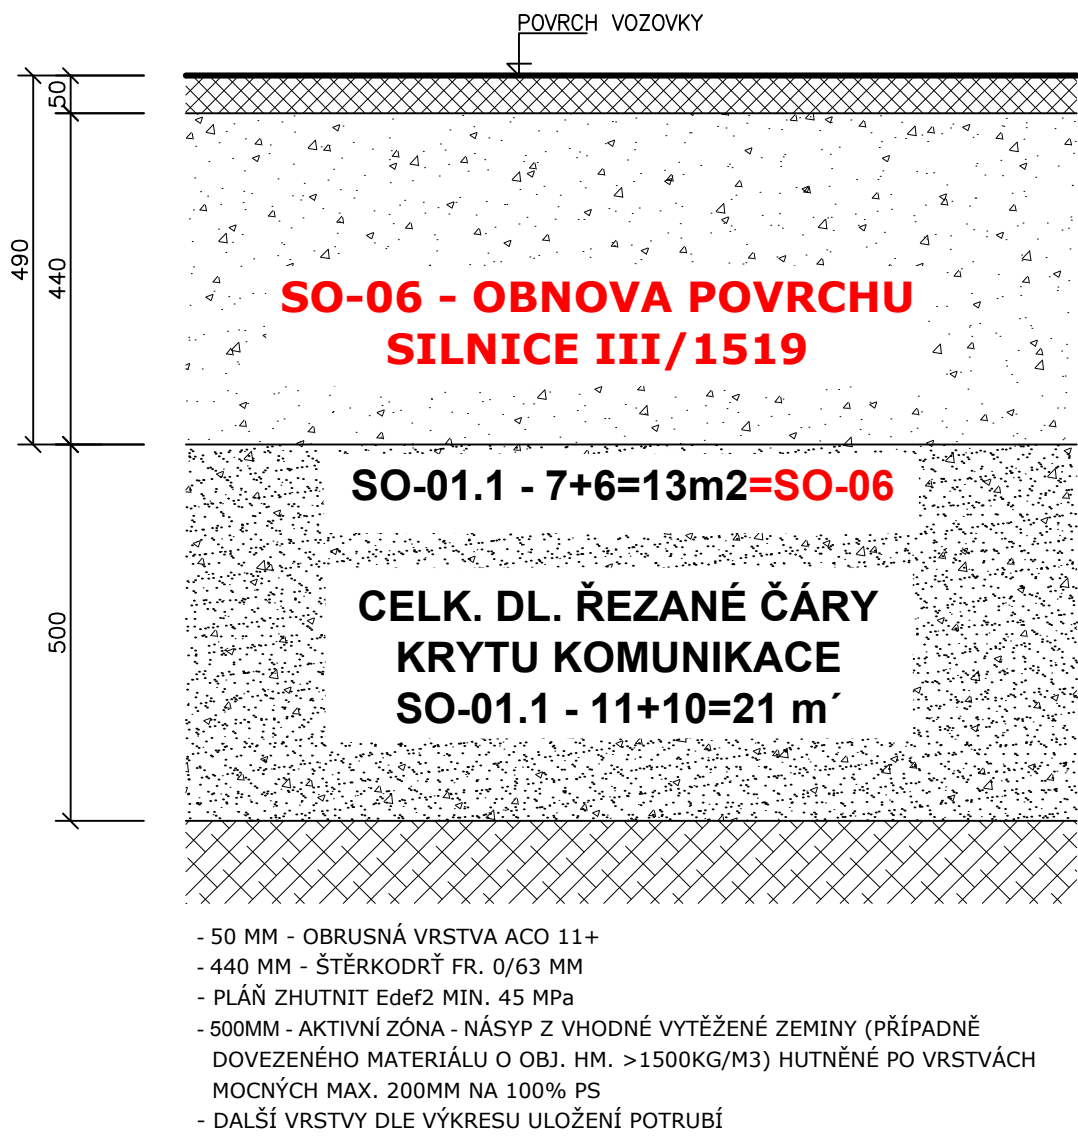 POVRCH VOZOVKY
50
490
440
SO-06 - OBNOVA POVRCHU
SILNICE III/1519
SO-01.1 - 7+6=13m2=SO-06
500
CELK. DL. ŘEZANÉ ČÁRY
KRYTU KOMUNIKACE
SO-01.1 - 11+10=21 m´
- 50 MM - OBRUSNÁ VRSTVA ACO 11+
- 440 MM - ŠTĚRKODRŤ FR. 0/63 MM
- PLÁŇ ZHUTNIT Edef2 MIN. 45 MPa
- 500MM - AKTIVNÍ ZÓNA - NÁSYP Z VHODNÉ VYTĚŽENÉ ZEMINY (PŘÍPADNĚ
DOVEZENÉHO MATERIÁLU O OBJ. HM. >1500KG/M3) HUTNĚNÉ PO VRSTVÁCH
MOCNÝCH MAX. 200MM NA 100% PS
- DALŠÍ VRSTVY DLE VÝKRESU ULOŽENÍ POTRUBÍ